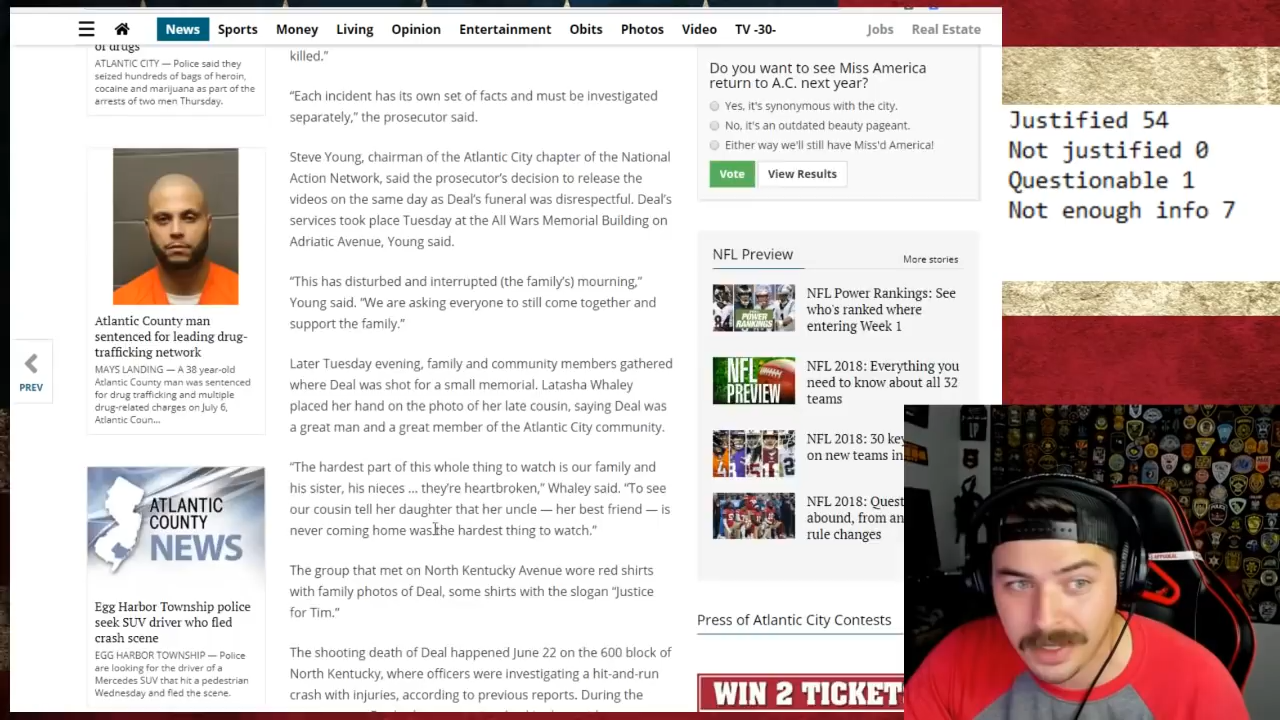 News Sports Money Living Opinion Entertainment Obits Photos Video TV -30- Jobs Real Estate
of drugs
ATLANTIC CITY — Police said they
seized hundreds of bags of heroin,
cocaine and marijuana as part of the
arrests of two men Thursday.
Atlantic County man
sentenced for leading drug-
trafficking network
MAYS LANDING — A 38 year-old
Atlantic County man was sentenced
for drug trafficking and multiple
drug-related charges on July 6,
Atlantic Coun...
PREV
ATLANTIC
COUNTY
NEWS
Egg Harbor Township police
seek SUV driver who fled
crash scene
EGG HARBOR TOWNSHIP — Police
are looking for the driver of a
Mercedes SUV that hit a pedestrian
Wednesday and fled the scene.
killed.”
“Each incident has its own set of facts and must be investigated
separately,” the prosecutor said.
Steve Young, chairman of the Atlantic City chapter of the National
Action Network, said the prosecutor’s decision to release the
videos on the same day as Deal’s funeral was disrespectful. Deal’s
services took place Tuesday at the All Wars Memorial Building on
Adriatic Avenue, Young said.
“This has disturbed and interrupted (the family’s) mourning,”
Young said. “We are asking everyone to still come together and
support the family.”
Later Tuesday evening, family and community members gathered
where Deal was shot for a small memorial. Latasha Whaley
placed her hand on the photo of her late cousin, saying Deal was
a great man and a great member of the Atlantic City community.
“The hardest part of this whole thing to watch is our family and
his sister, his nieces … they’re heartbroken,” Whaley said. “To see
our cousin tell her daughter that her uncle — her best friend — is
never coming home was the hardest thing to watch.”
The group that met on North Kentucky Avenue wore red shirts
with family photos of Deal, some shirts with the slogan “Justice
for Tim.”
The shooting death of Deal happened June 22 on the 600 block of
North Kentucky, where officers were investigating a hit-and-run
crash with injuries, according to previous reports. During the
Do you want to see Miss America
return to A.C. next year?
Yes, it's synonymous with the city.
No, it's an outdated beauty pageant.
Either way we'll still have Miss'd America!
Vote View Results
NFL Preview More stories
POWER
RANKINGS
NFL Power Rankings: See
who's ranked where
entering Week 1
NFL
PREVIEW
NFL 2018: Everything you
need to know about all 32
teams
NFL 2018: 30 ke
on new teams in
NFL 2018: Quest
abound, from an
rule changes
Press of Atlantic City Contests
WIN 2 TICKET
Justified 54
Not justified 0
Questionable 1
Not enough info 7